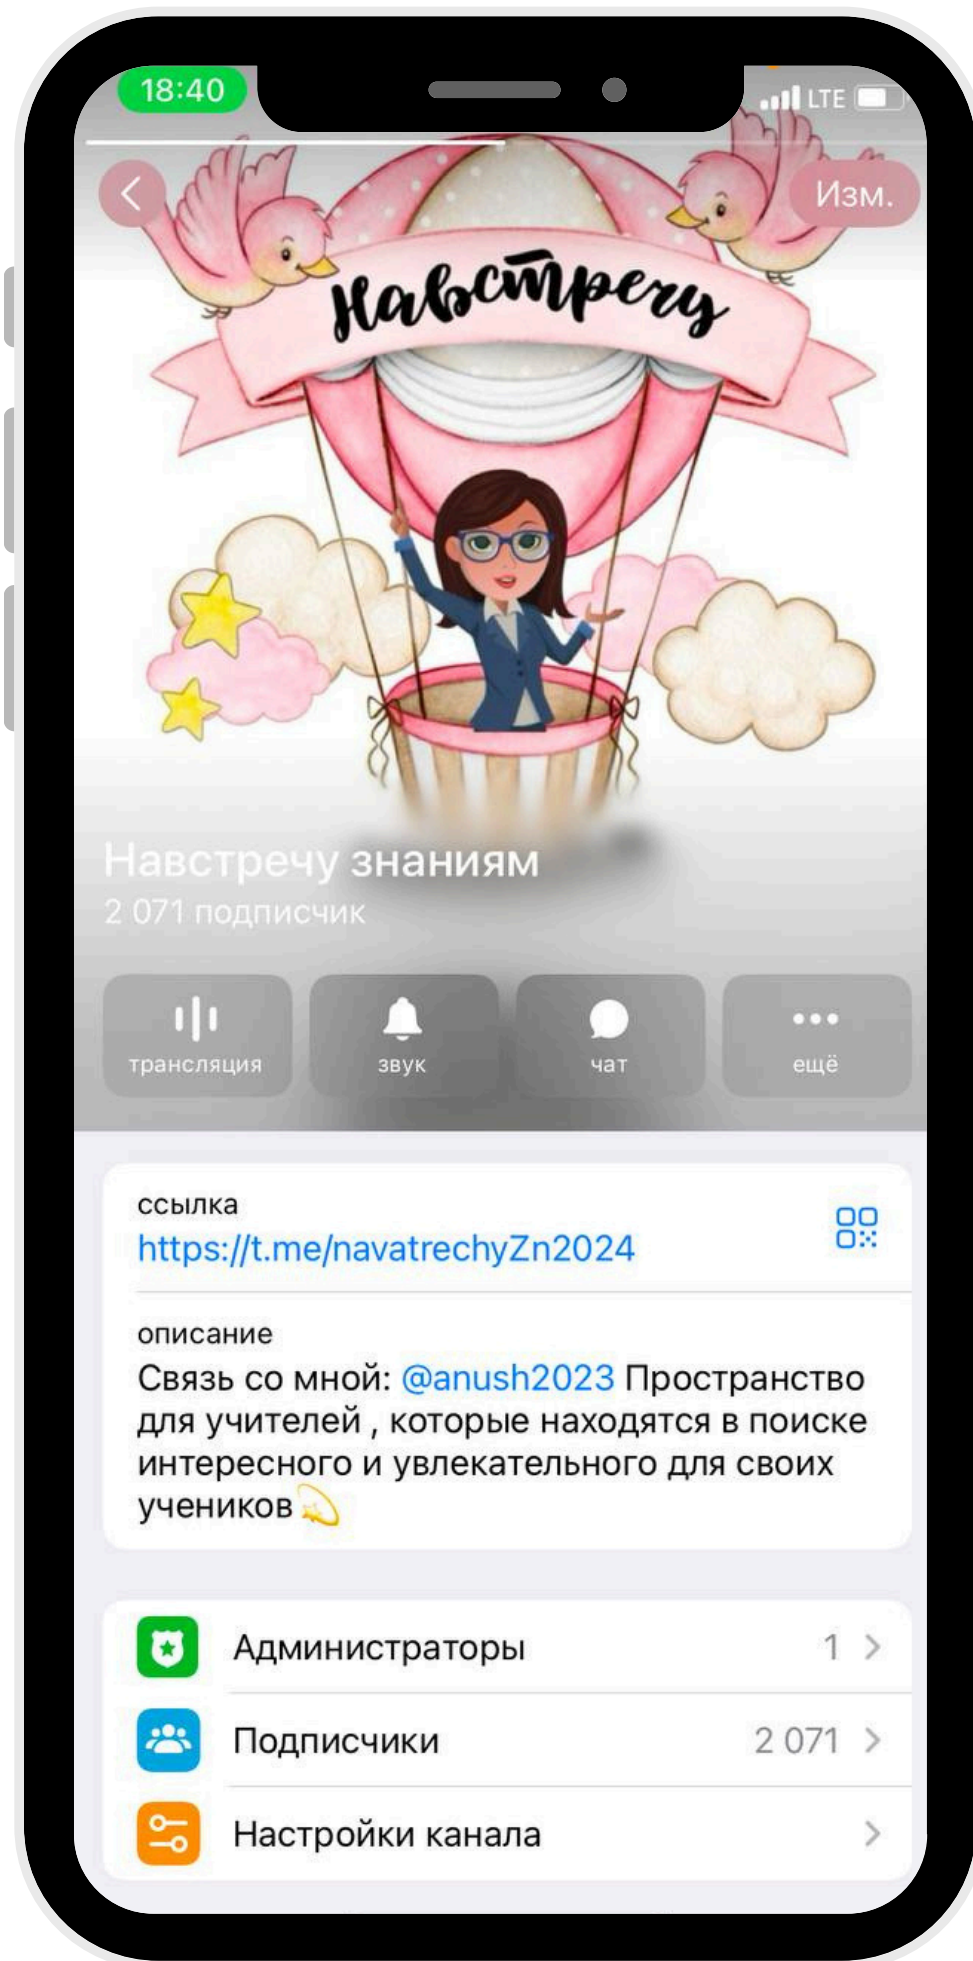 18:40
LTE
Изм.
Навстречу
Навстречу знаниям
2 071 подписчик
трансляция
звук
чат
ещё
ссылка
https://t.me/navatrechyZn2024
описание
Связь со мной: @anush2023 Пространство
для учителей , которые находятся в поиске
интересного и увлекательного для своих
учеников💫
Администраторы 1
Подписчики 2 071
Настройки канала